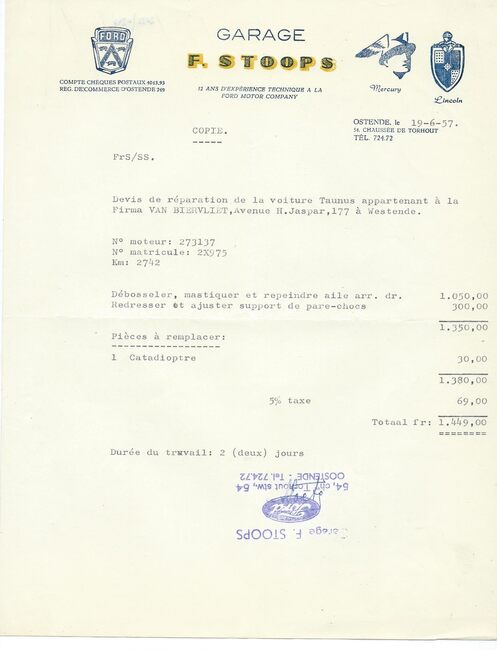 FORD
GARAGE
F. STOOPS
COMPTE CHEQUES POSTAUX 4043.95
REG. DE COMMERCE D'OSTENDE 269
12 ANS D'EXPÉRIENCE TECHNIQUE A LA
FORD MOTOR COMPANY
Mercury
Lincoln
OSTENDE, le 19-6-57.
54, CHAUSSÉE DE TORHOUT
TÉL. 724.72
COPIE.
FrS/SS.
Devis de réparation de la voiture Taunus appartenant à la
Firma VAN BIERVLIET,Avenue H.Jaspar,177 à Westende.
N° moteur: 273137
N° matricule: 2X975
Km: 2742
Débosseler, mastiquer et repeindre aile arr. dr. 1.050,00
Redresser et ajuster support de pare-chocs 300,00
1.350,00
Pièces à remplacer:
1 Catadioptre 30,00
1.380,00
5% taxe 69,00
Totaal fr: 1.449,00
Durée du travail: 2 (deux) jours
Garage F. STOOPS
54, Torhout stw., 54
OOSTENDE - Tel. 724.72